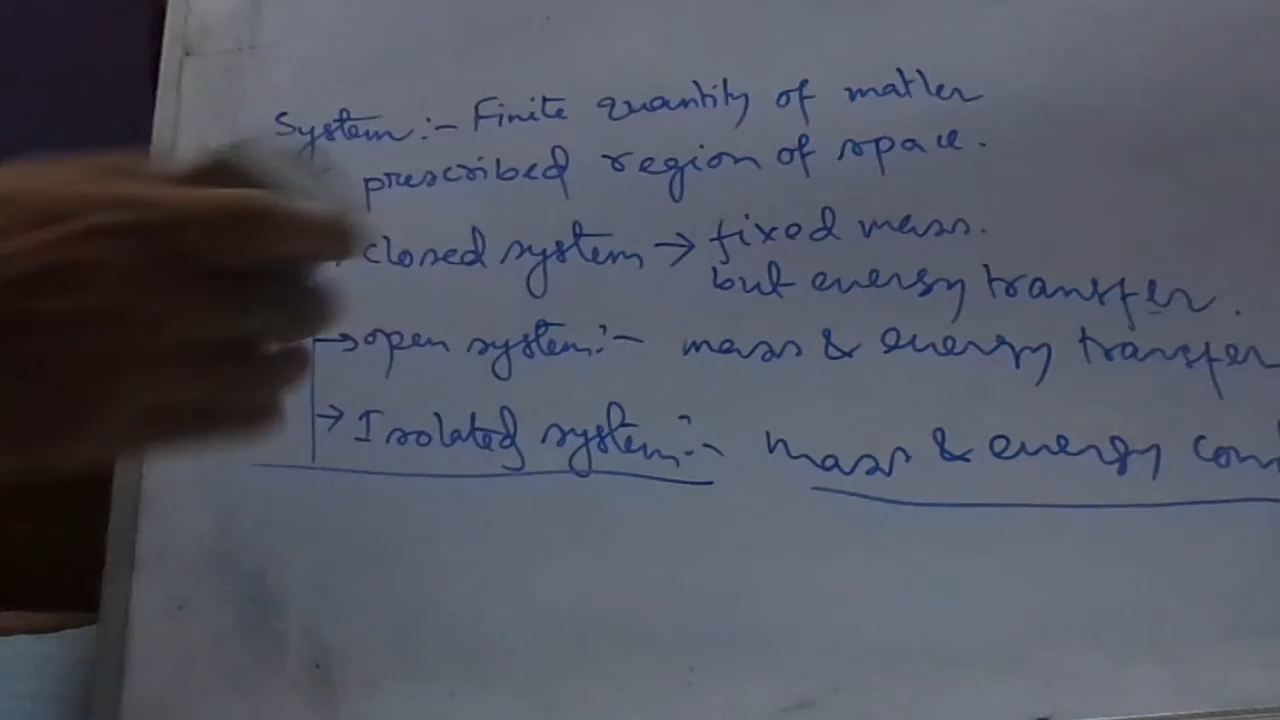 System :- Finite quantity of matter
prescribed region of space.
closed system → fixed mass.
but energy transfer.
→ open system :- mass & energy transfer
→ Isolated system :- mass & energy